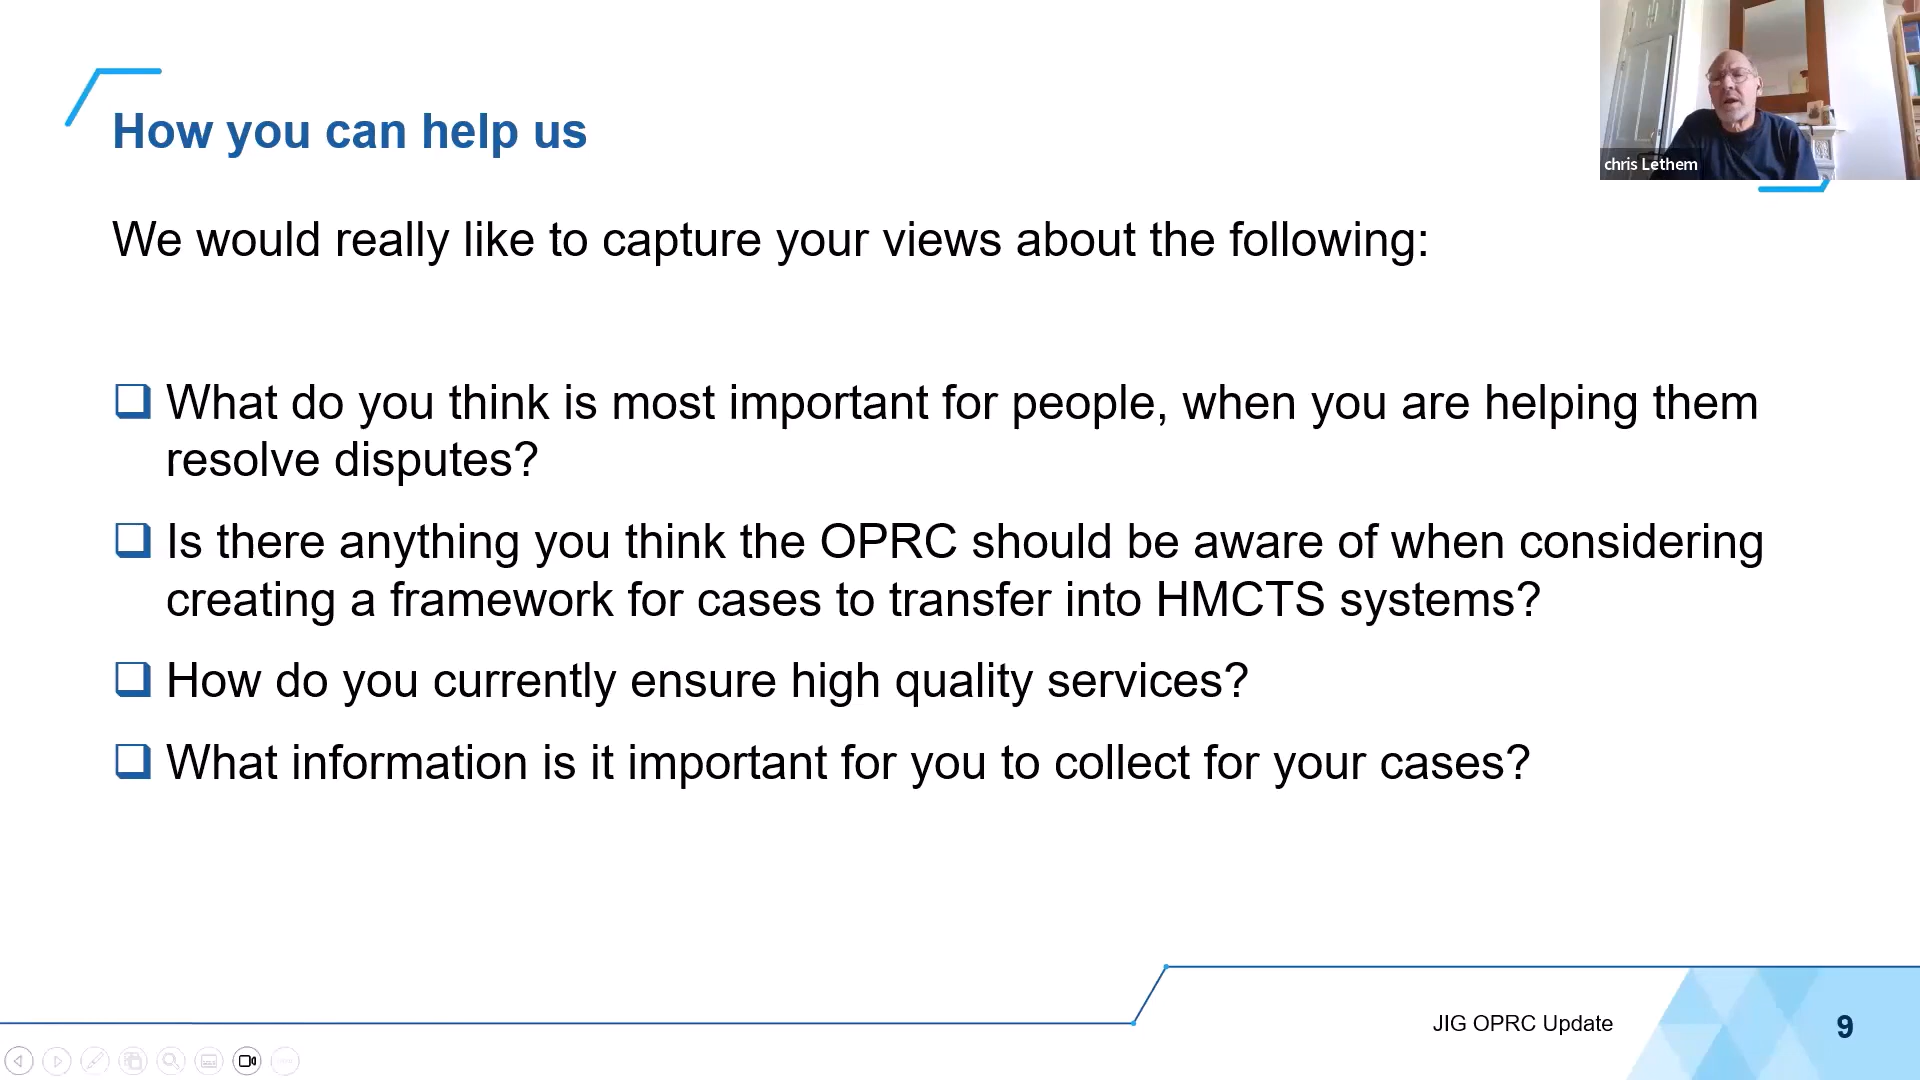 chris Lethem
How you can help us
We would really like to capture your views about the following:
What do you think is most important for people, when you are helping them
resolve disputes?
Is there anything you think the OPRC should be aware of when considering
creating a framework for cases to transfer into HMCTS systems?
How do you currently ensure high quality services?
What information is it important for you to collect for your cases?
JIG OPRC Update
9